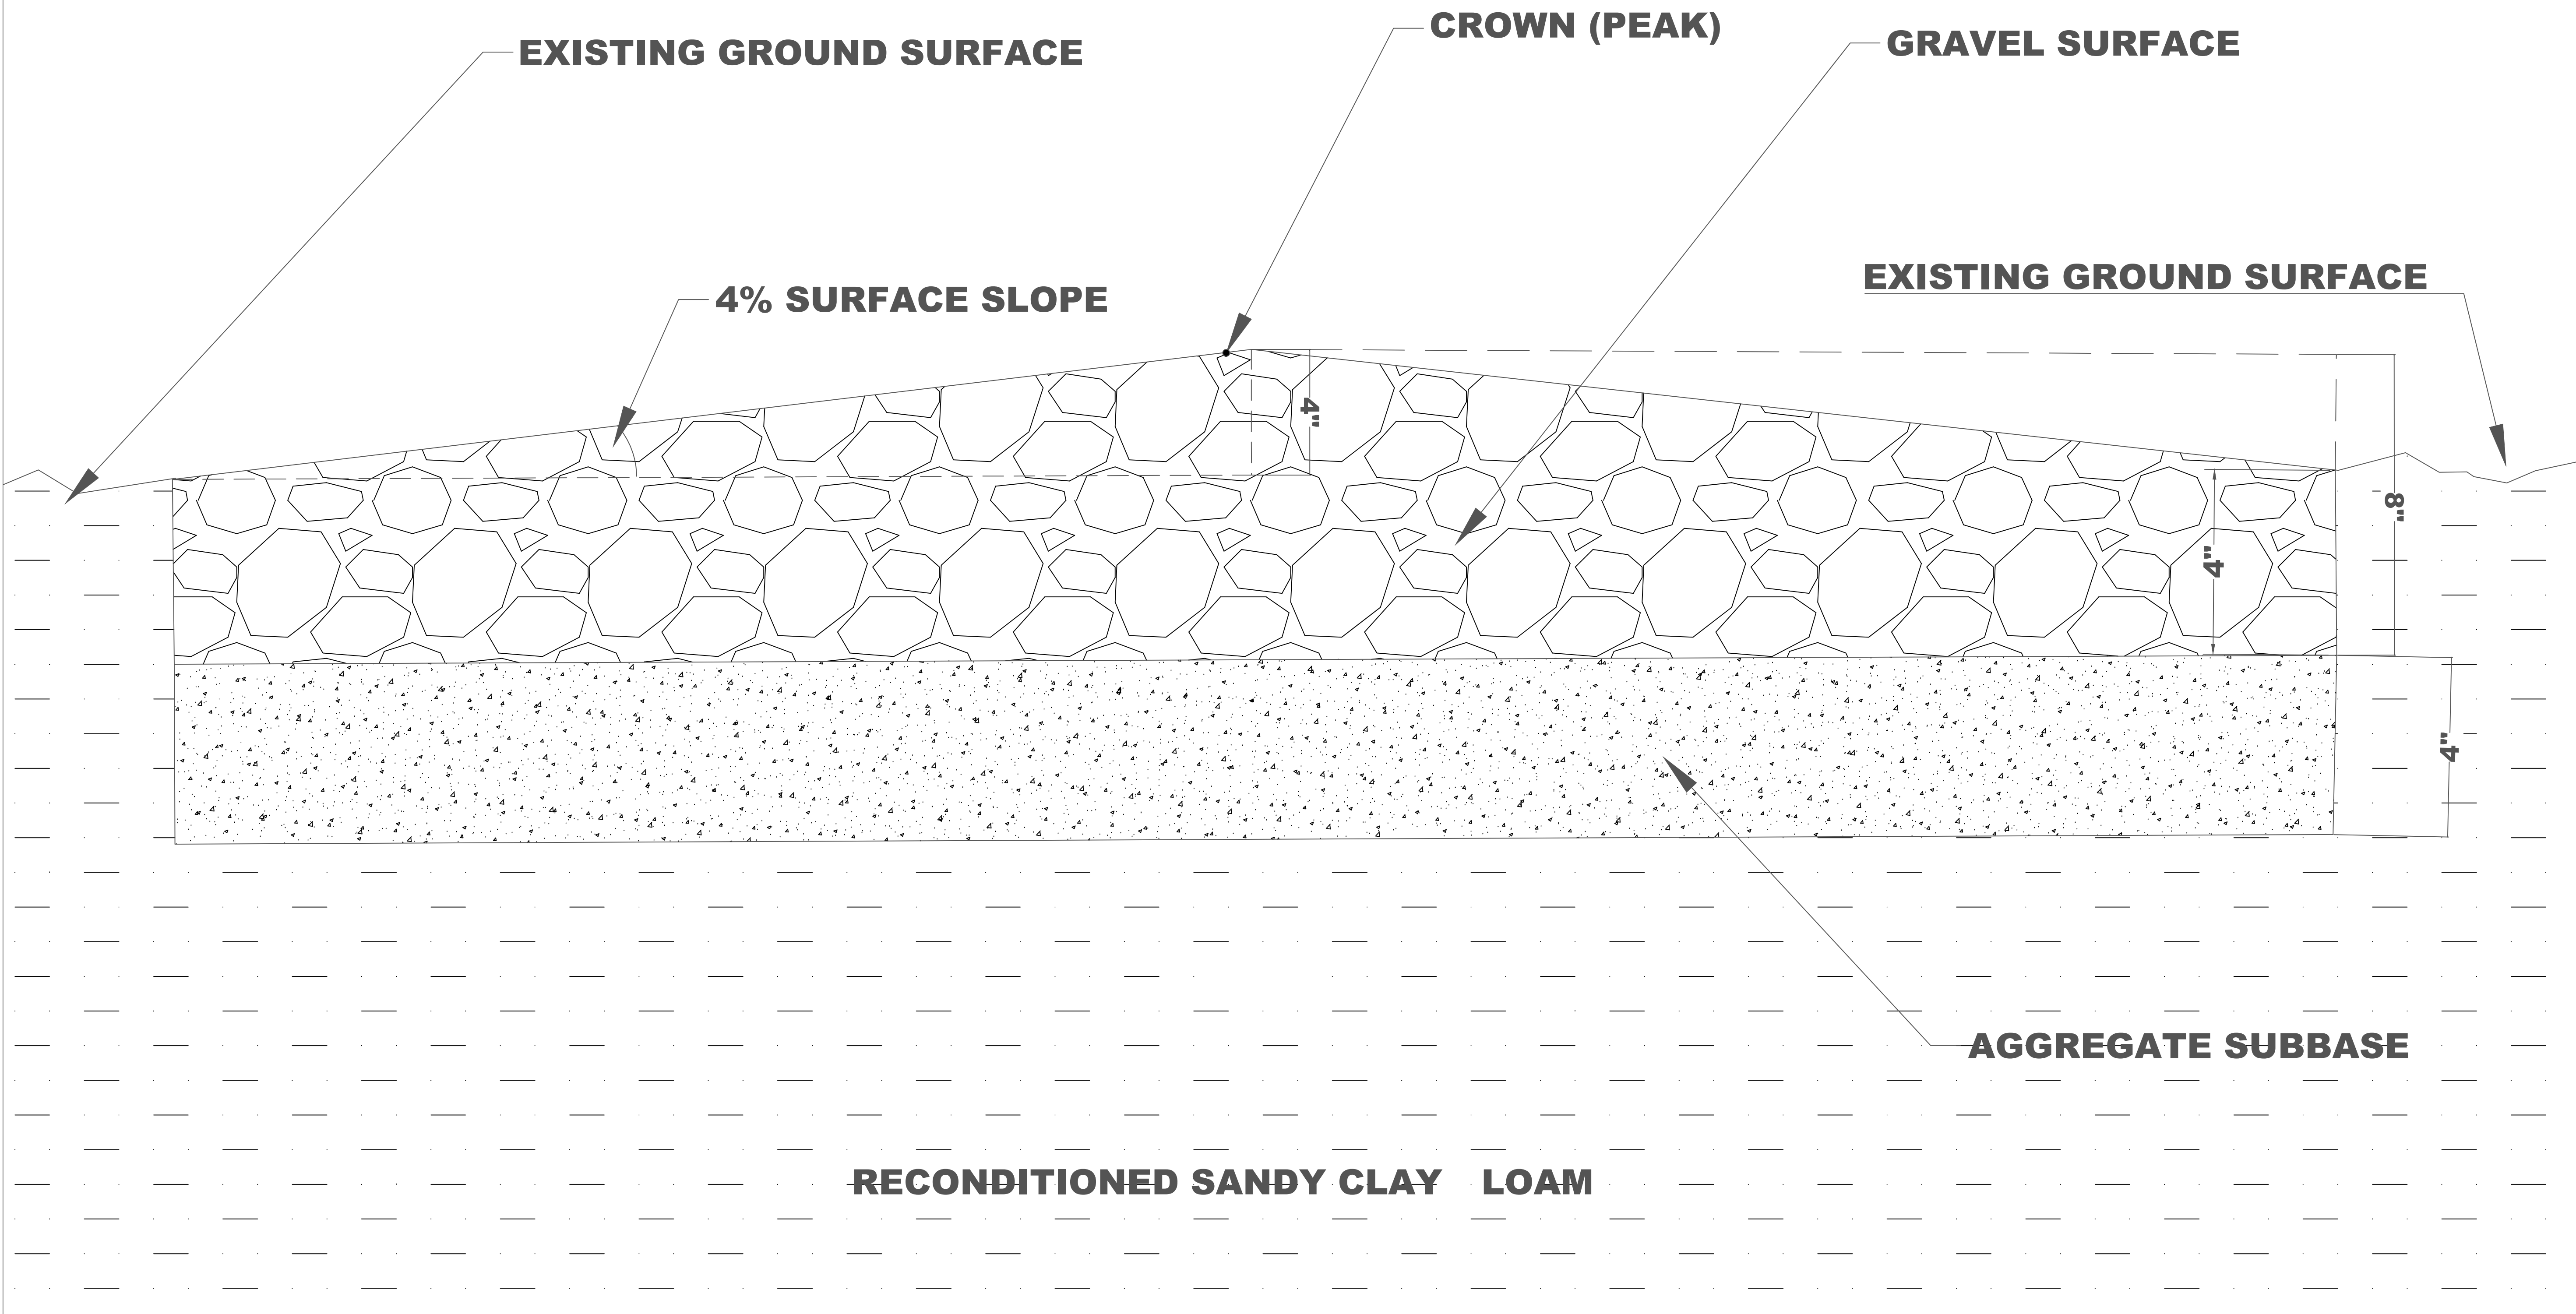 CROWN (PEAK)
EXISTING GROUND SURFACE
GRAVEL SURFACE
EXISTING GROUND SURFACE
4% SURFACE SLOPE
4"
8"
4"
4"
AGGREGATE SUBBASE
RECONDITIONED SANDY CLAY LOAM